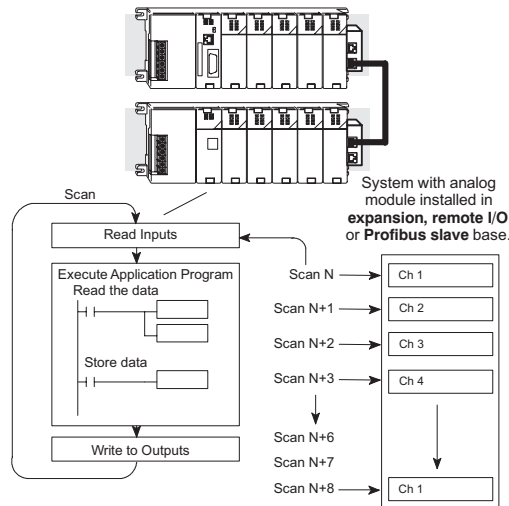 System with analog
module installed in
expansion, remote I/O
or Profibus slave base.
Scan
Read Inputs
Execute Application Program
Read the data
Store data
Write to Outputs
Scan N
Ch 1
Scan N+1
Ch 2
Scan N+2
Ch 3
Scan N+3
Ch 4
Scan N+6
Scan N+7
Scan N+8
Ch 1